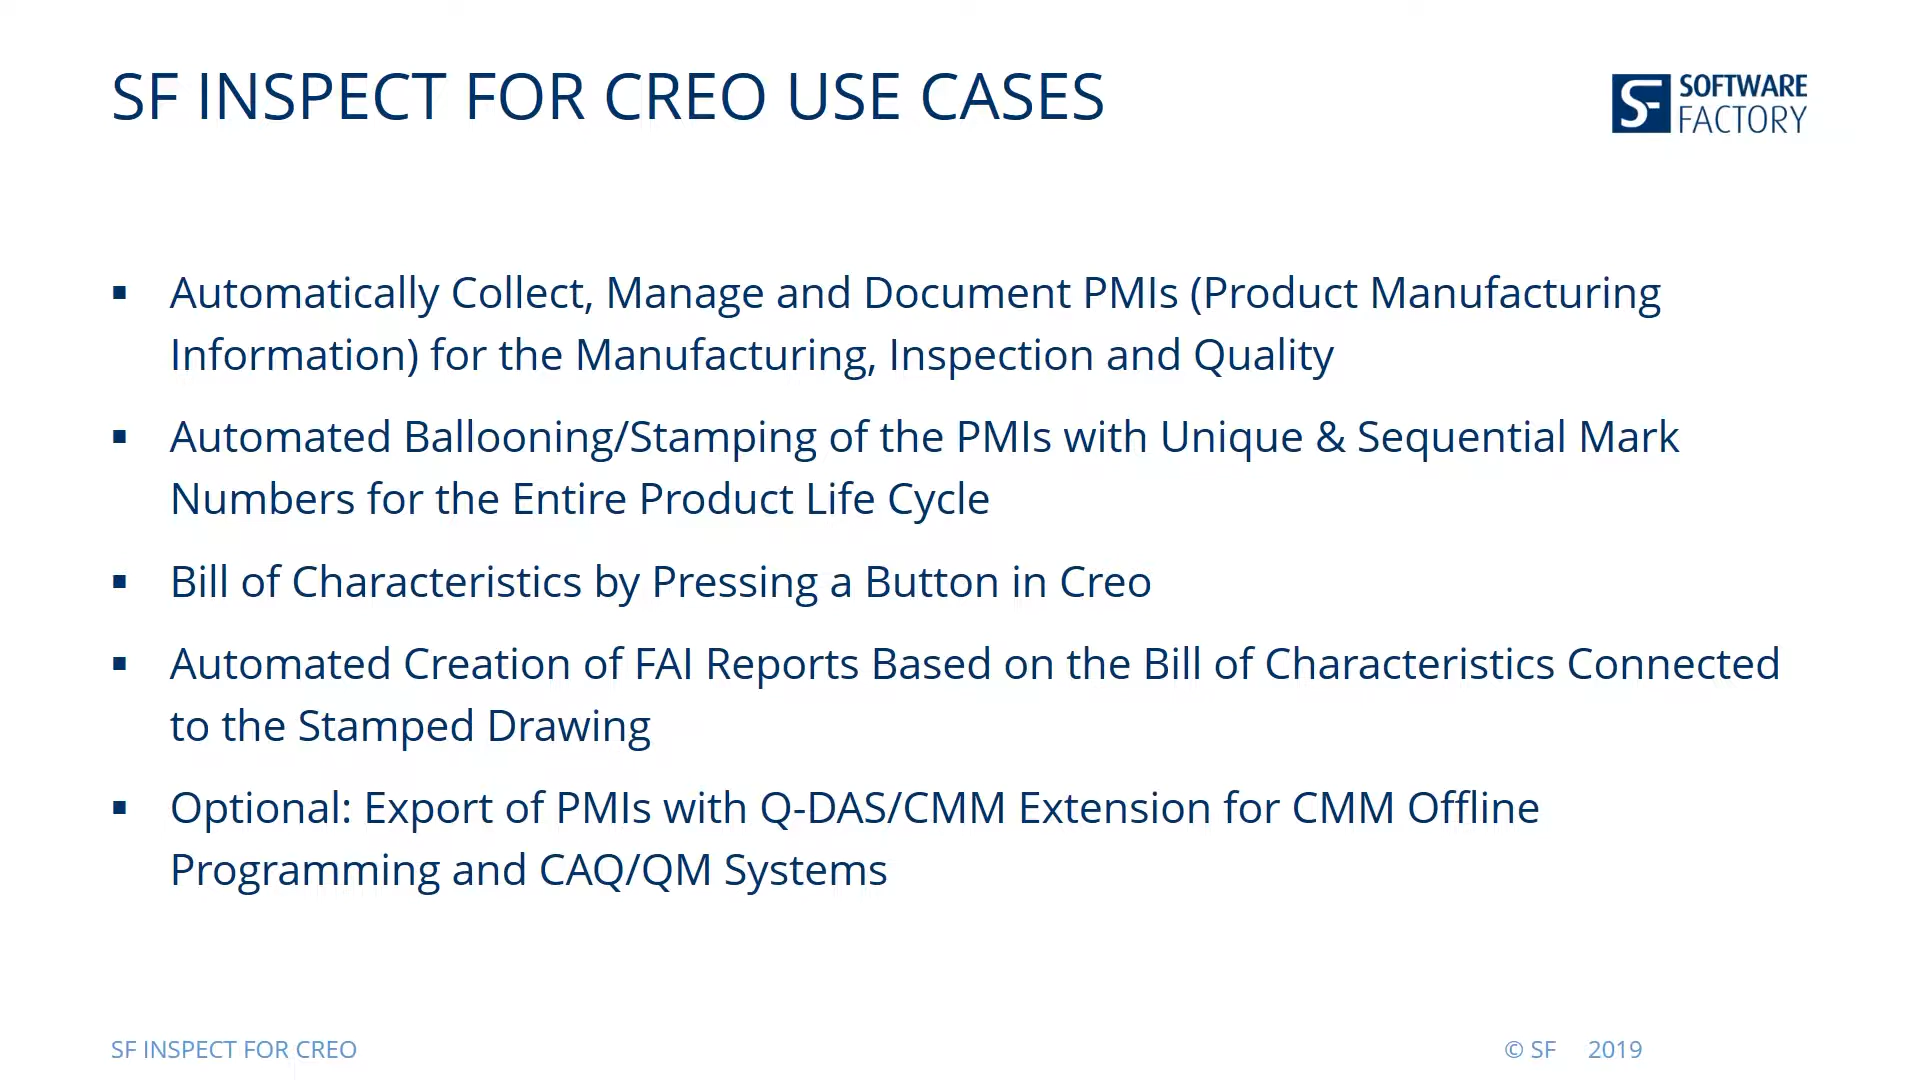 SF INSPECT FOR CREO USE CASES
SF SOFTWARE
FACTORY
▪ Automatically Collect, Manage and Document PMIs (Product Manufacturing
Information) for the Manufacturing, Inspection and Quality
▪ Automated Ballooning/Stamping of the PMIs with Unique & Sequential Mark
Numbers for the Entire Product Life Cycle
▪ Bill of Characteristics by Pressing a Button in Creo
▪ Automated Creation of FAI Reports Based on the Bill of Characteristics Connected
to the Stamped Drawing
▪ Optional: Export of PMIs with Q-DAS/CMM Extension for CMM Offline
Programming and CAQ/QM Systems
SF INSPECT FOR CREO
© SF 2019